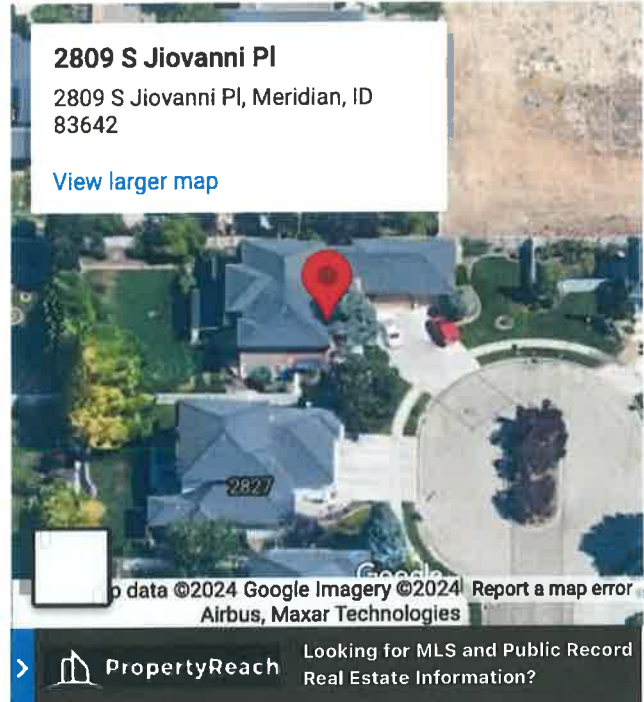 2809 S Jiovanni Pl
2809 S Jiovanni Pl, Meridian, ID
83642
View larger map
2827
Google
p data ©2024 Google Imagery ©2024 Report a map error
Airbus, Maxar Technologies
> PropertyReach
Looking for MLS and Public Record
Real Estate Information?